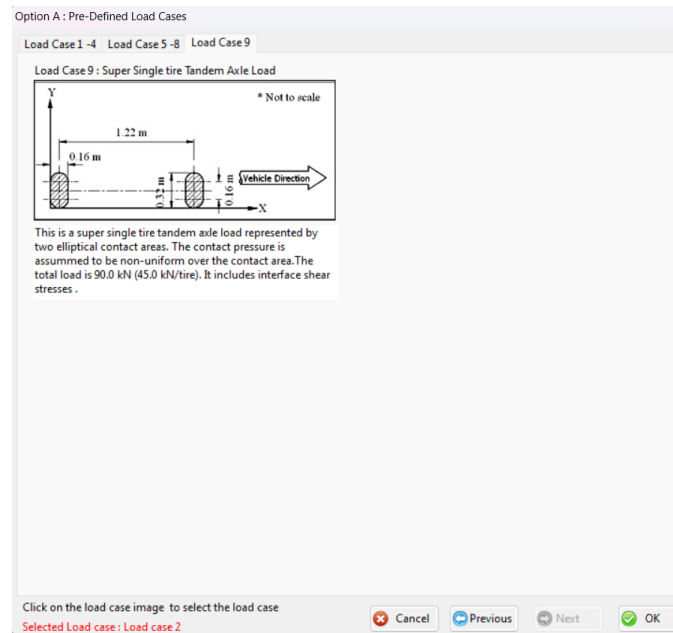 Option A : Pre-Defined Load Cases
Load Case 1 -4 Load Case 5 -8 Load Case 9
Load Case 9 : Super Single tire Tandem Axle Load
Y
* Not to scale
1.22 m
0.16 m
0.32 m
0.16 m
Vehicle Direction
X
This is a super single tire tandem axle load represented by
two elliptical contact areas. The contact pressure is
assummed to be non-uniform over the contact area.The
total load is 90.0 kN (45.0 kN/tire). It includes interface shear
stresses .
Click on the load case image to select the load case
Selected Load case : Load case 2
Cancel Previous Next OK